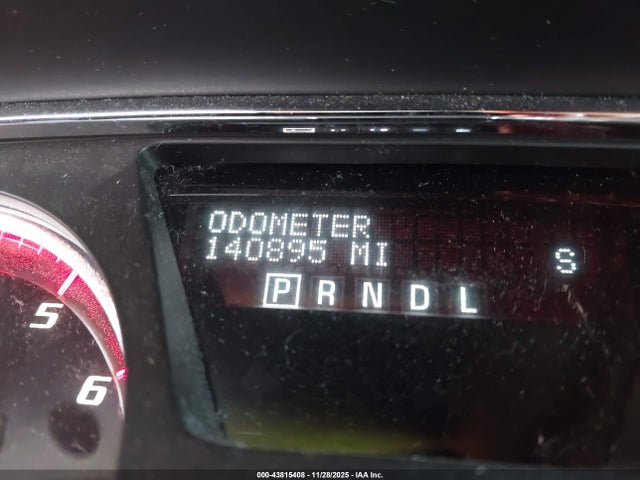 ODOMETER
140895 MI
S
P R N D L
5
6
000-43815408 - 11/28/2025 - IAA Inc.